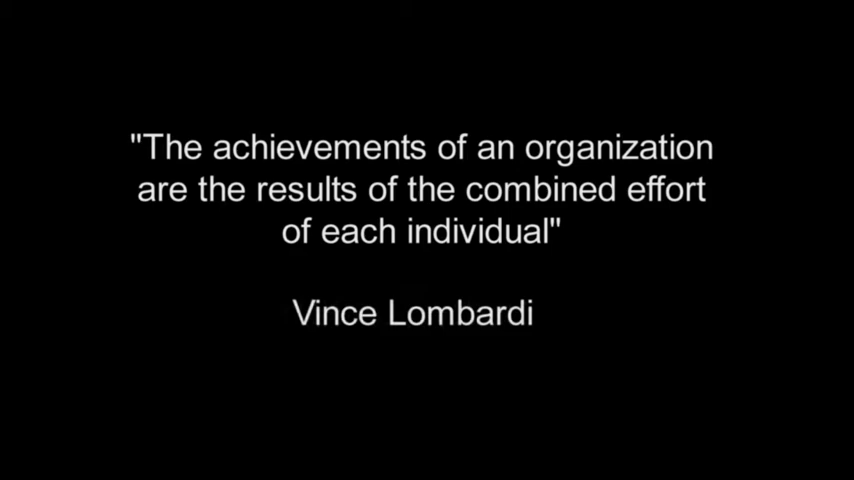 "The achievements of an organization
are the results of the combined effort
of each individual"
Vince Lombardi